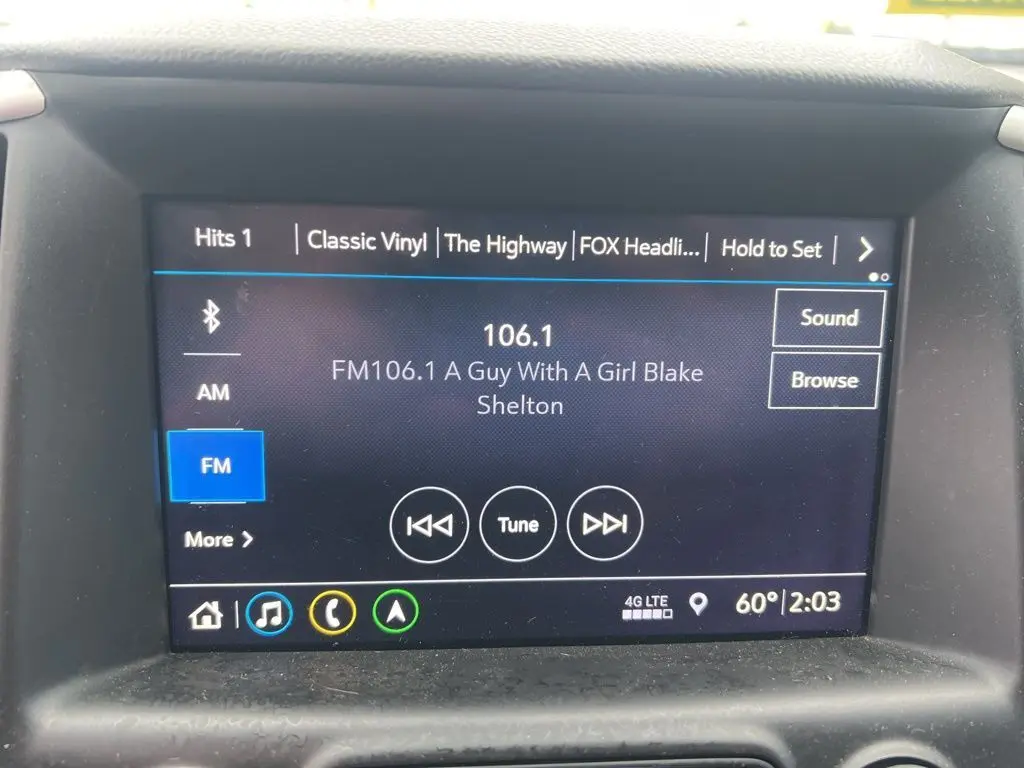 Hits 1 Classic Vinyl The Highway FOX Headli... Hold to Set
Sound
106.1
FM106.1 A Guy With A Girl Blake
Shelton
Browse
AM
FM
Tune
More
4G LTE
60° 2:03